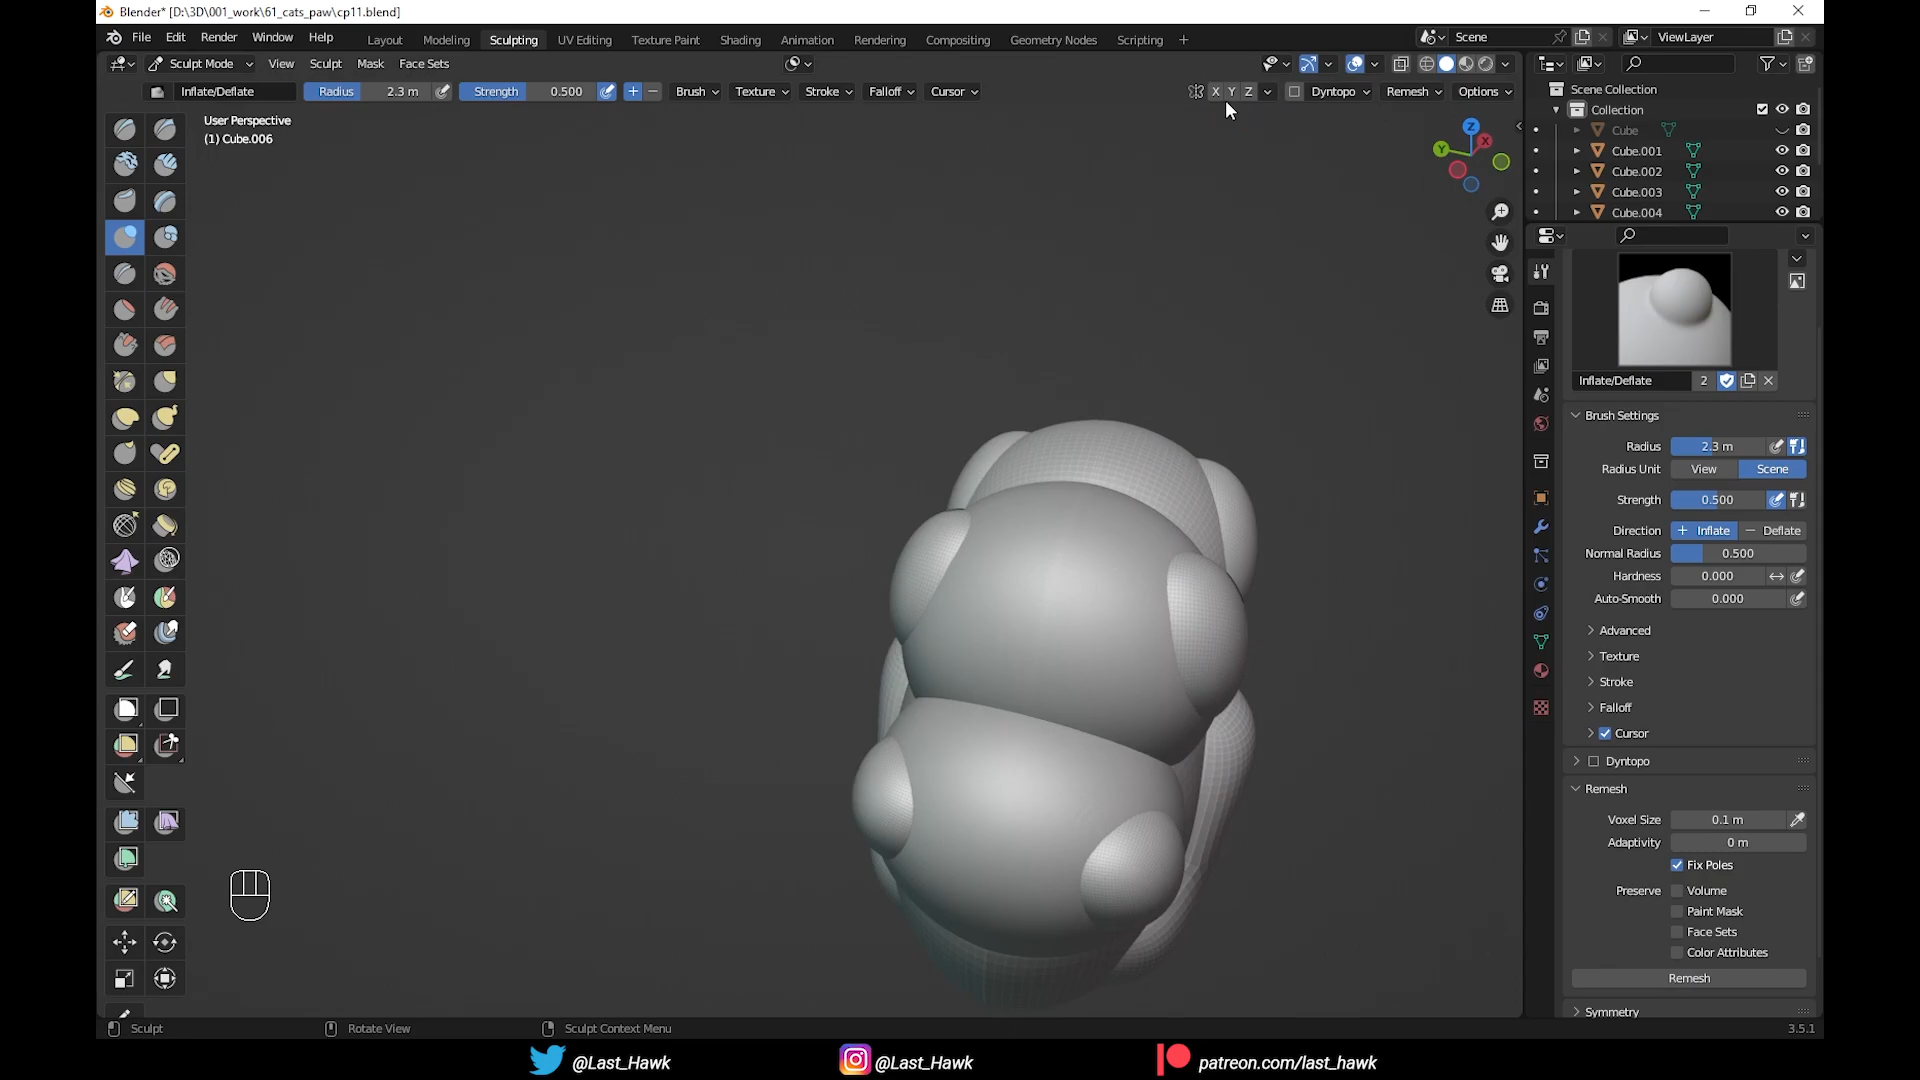 Blender* [D:\3D\001_work\61_cats_paw\cp11.blend]
File Edit Render Window Help Layout Modeling Sculpting UV Editing Texture Paint Shading Animation Rendering Compositing Geometry Nodes Scripting + Scene ViewLayer
Sculpt Mode View Sculpt Mask Face Sets
Inflate/Deflate Radius 2.3 m Strength 0.500 Brush Texture Stroke Falloff Cursor X Y Z Dyntopo Remesh Options
User Perspective
(1) Cube.006
Z
X
Y
Scene Collection
Collection
Cube
Cube.001
Cube.002
Cube.003
Cube.004
Inflate/Deflate 2
Brush Settings
Radius 2.3 m
Radius Unit View Scene
Strength 0.500
Direction + Inflate − Deflate
Normal Radius 0.500
Hardness 0.000
Auto-Smooth 0.000
Advanced
Texture
Stroke
Falloff
Cursor
Dyntopo
Remesh
Voxel Size 0.1 m
Adaptivity 0 m
Fix Poles
Preserve Volume
Paint Mask
Face Sets
Color Attributes
Remesh
Symmetry
Sculpt Rotate View Sculpt Context Menu 3.5.1
@Last_Hawk @Last_Hawk patreon.com/last_hawk